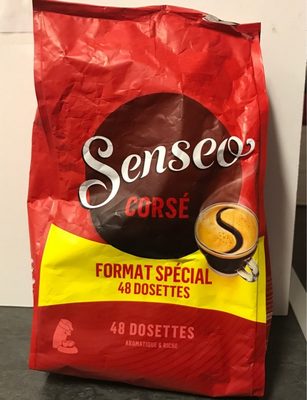 Senseo
CORSÉ
FORMAT SPÉCIAL
48 DOSETTES
48 DOSETTES
AROMATIQUE & RICHE